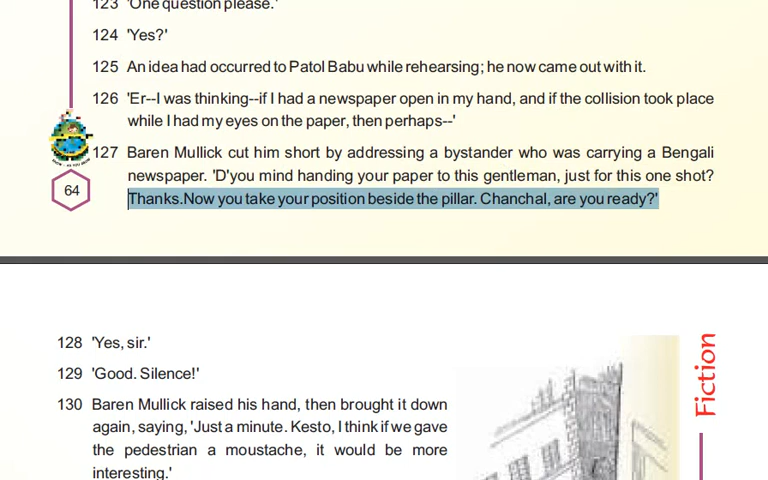 123 'One question please.'
124 'Yes?'
125 An idea had occurred to Patol Babu while rehearsing; he now came out with it.
126 'Er--I was thinking--if I had a newspaper open in my hand, and if the collision took place
while I had my eyes on the paper, then perhaps--'
127 Baren Mullick cut him short by addressing a bystander who was carrying a Bengali
newspaper. 'D'you mind handing your paper to this gentleman, just for this one shot?
Thanks.Now you take your position beside the pillar. Chanchal, are you ready?'
64
128 'Yes, sir.'
129 'Good. Silence!'
130 Baren Mullick raised his hand, then brought it down
again, saying, 'Just a minute. Kesto, I think if we gave
the pedestrian a moustache, it would be more
interesting.'
Fiction